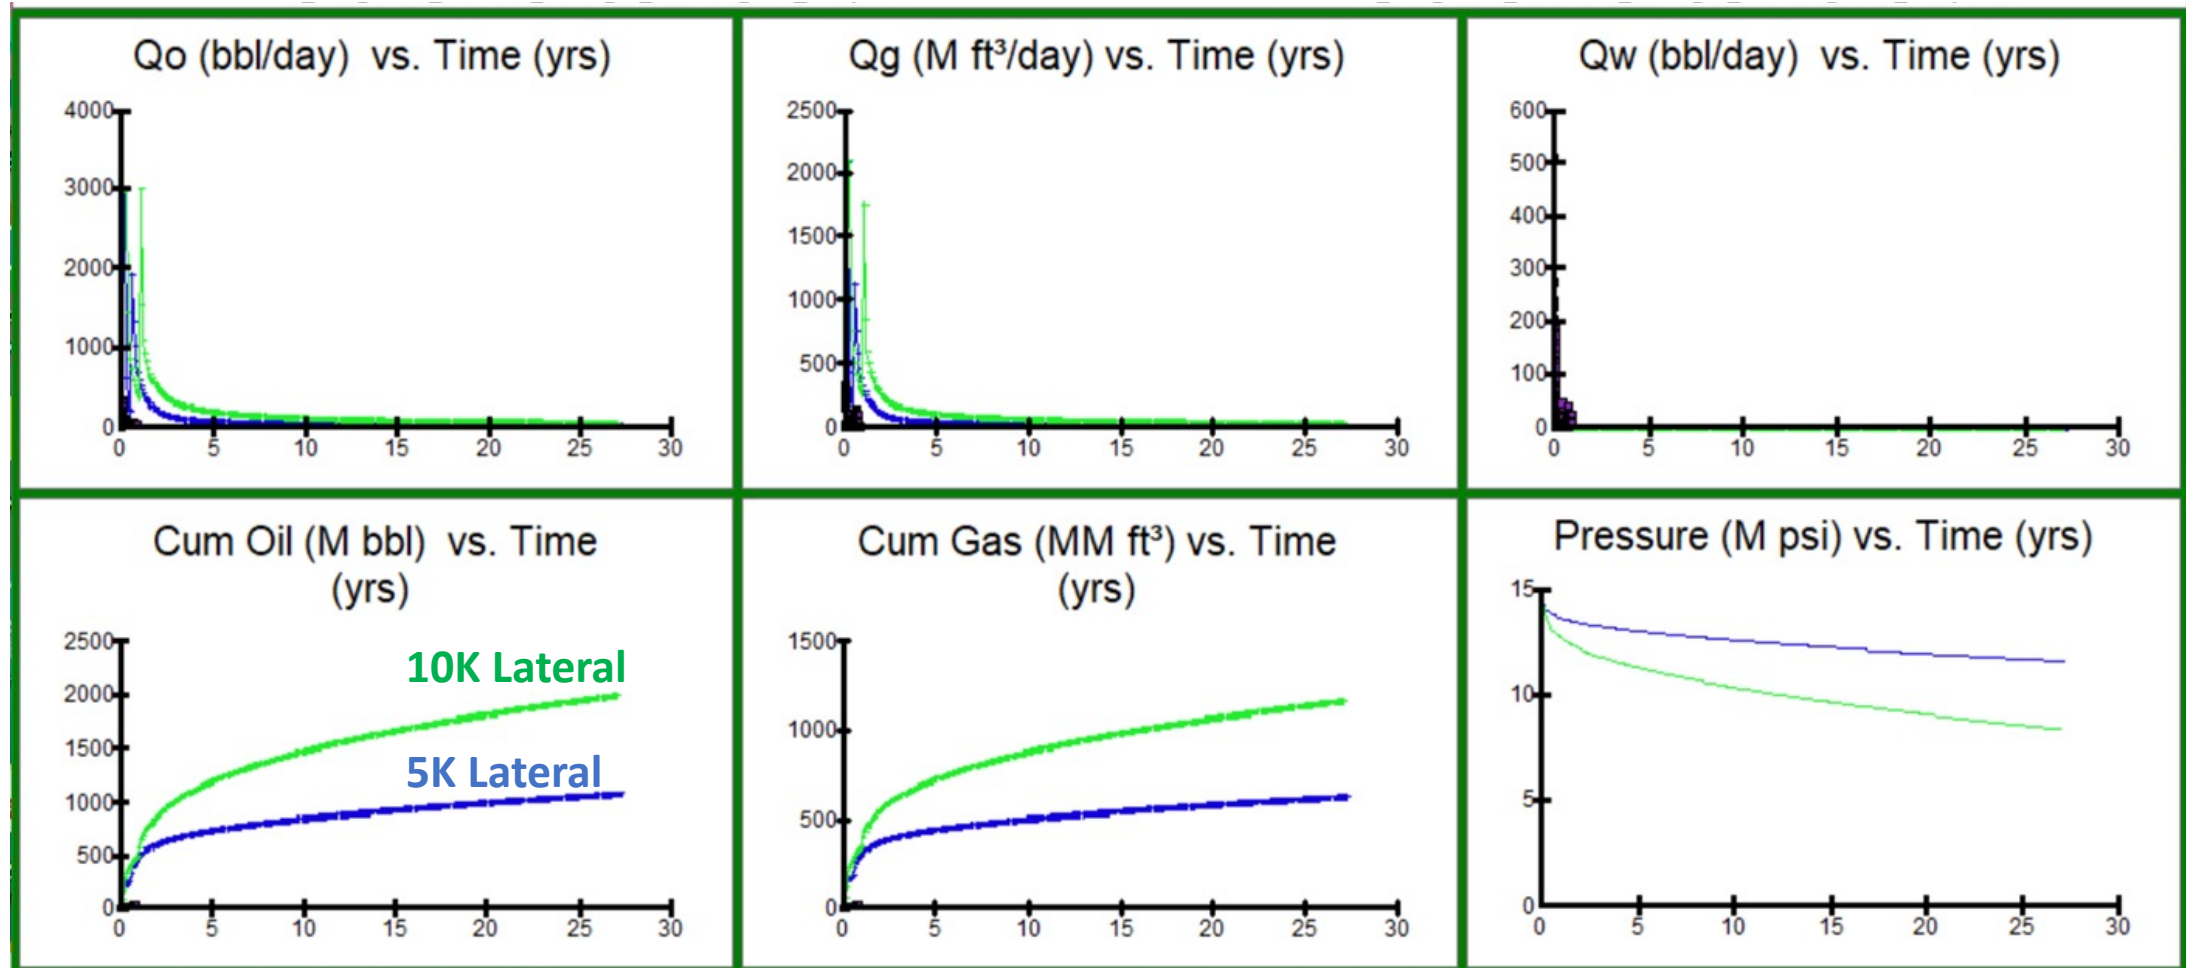 Qo (bbl/day) vs. Time (yrs)
4000
3000
2000
1000
0
0 5 10 15 20 25 30
Qg (M ft³/day) vs. Time (yrs)
2500
2000
1500
1000
500
0
0 5 10 15 20 25 30
Qw (bbl/day) vs. Time (yrs)
600
500
400
300
200
100
0
0 5 10 15 20 25 30
Cum Oil (M bbl) vs. Time
(yrs)
2500
2000
1500
1000
500
0
10K Lateral
5K Lateral
0 5 10 15 20 25 30
Cum Gas (MM ft³) vs. Time
(yrs)
1500
1000
500
0
0 5 10 15 20 25 30
Pressure (M psi) vs. Time (yrs)
15
10
5
0
0 5 10 15 20 25 30